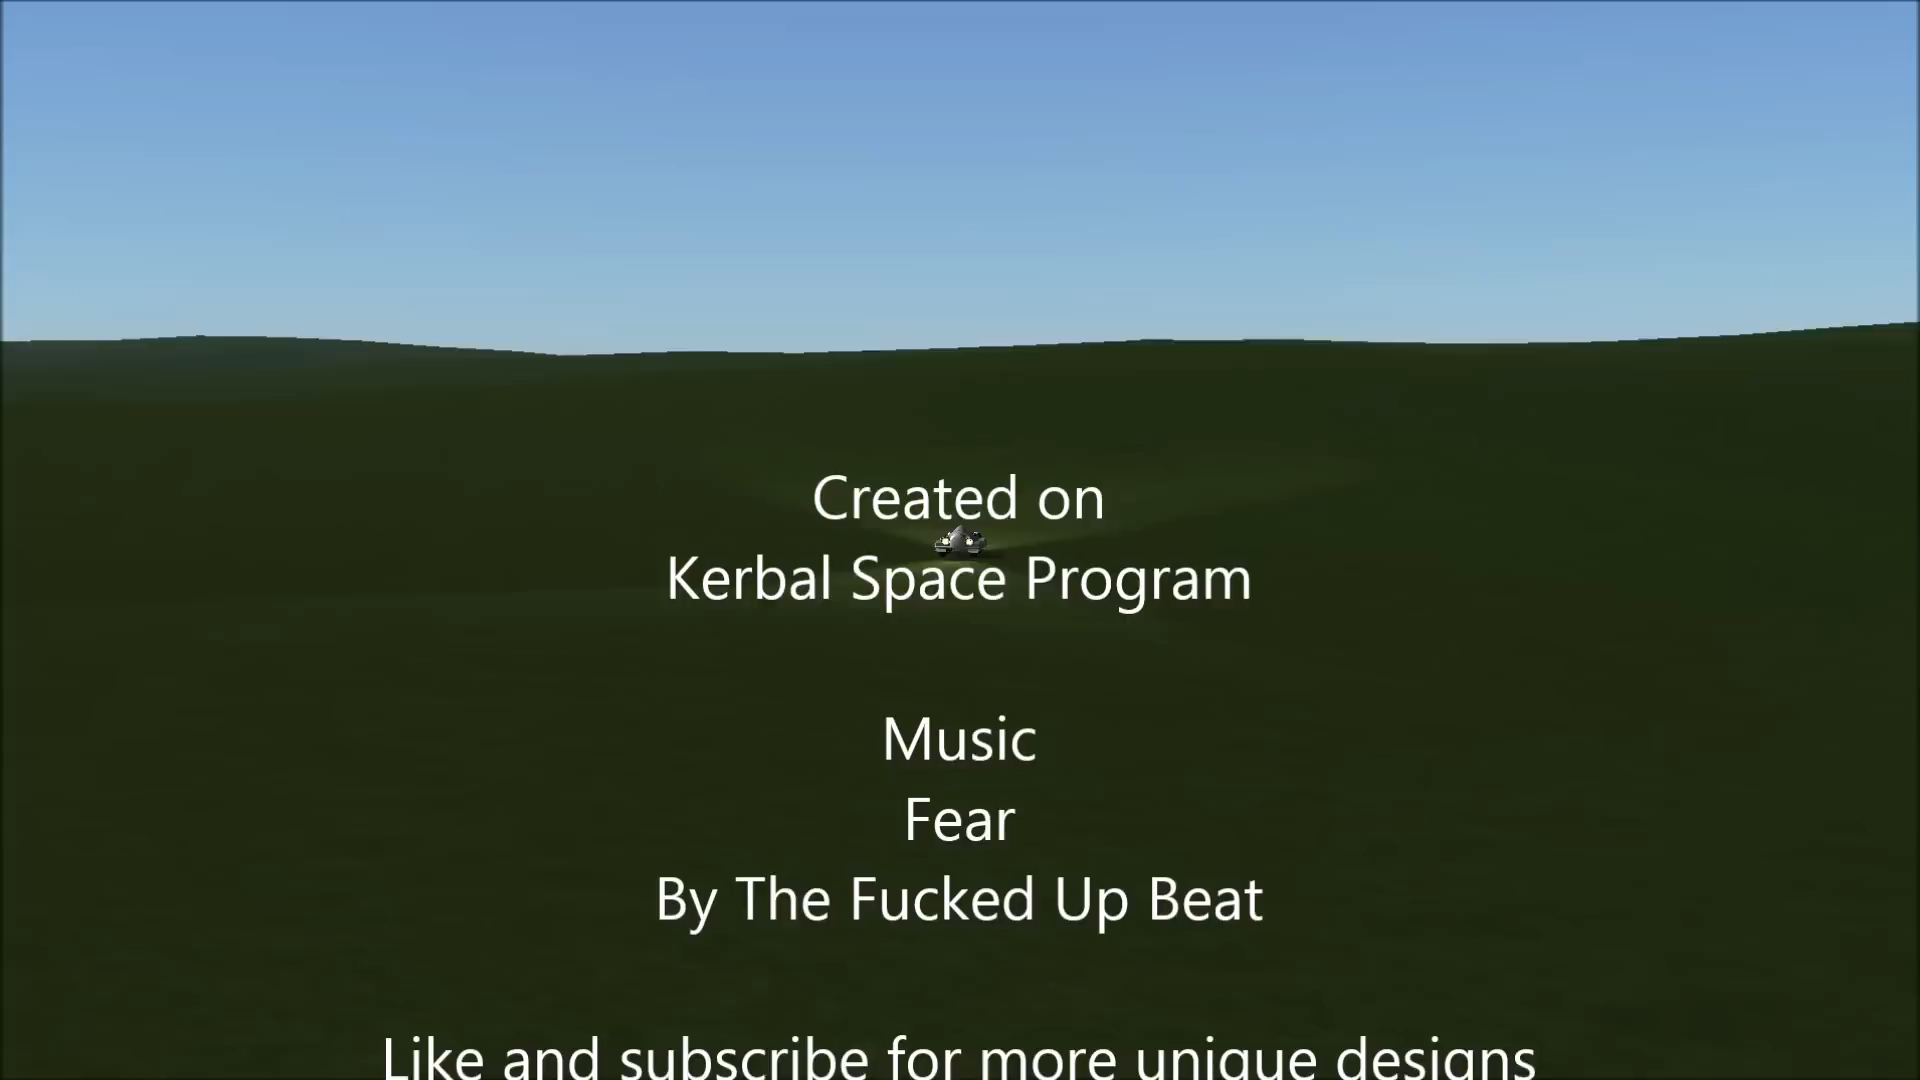 Created on
Kerbal Space Program
Music
Fear
By The Fucked Up Beat
Like and subscribe for more unique designs